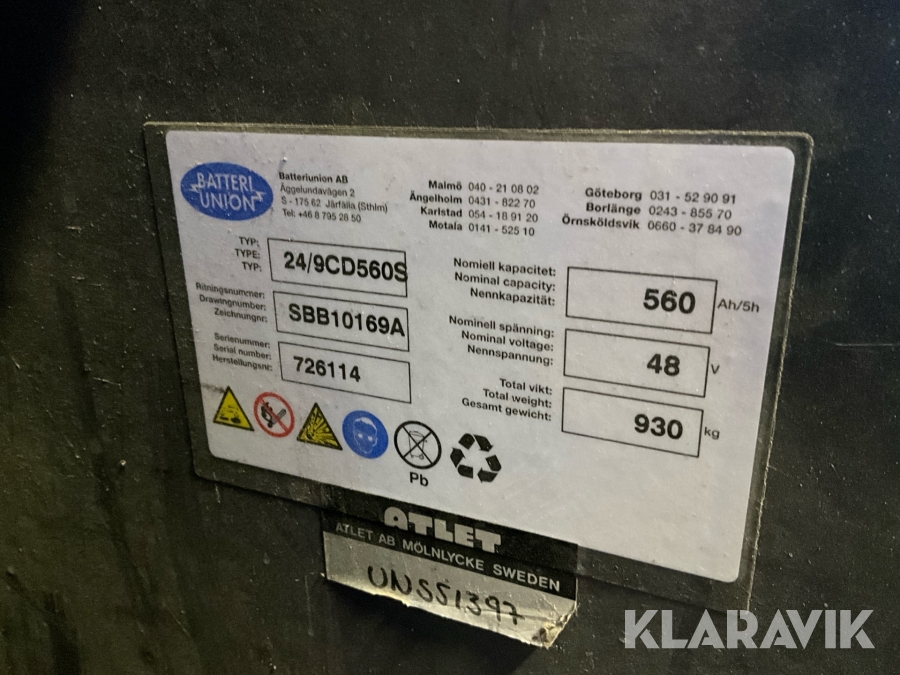 BATTERI
UNION
Batteriunion AB
Äggelundavägen 2
S - 175 62 Järfälla (Sthlm)
Tel: +46 8 795 28 50
Malmö 040 - 21 08 02
Ängelholm 0431 - 822 70
Karlstad 054 - 18 91 20
Motala 0141 - 525 10
Göteborg 031 - 52 90 91
Borlänge 0243 - 855 70
Örnsköldsvik 0660 - 37 84 90
TYP:
TYPE:
TYP:
24/9CD560S
Ritningsnummer:
Drawingnumber:
Zeichnungnr:
SBB10169A
Serienummer:
Serial number:
Herstellungsnr:
726114
Nomiell kapacitet:
Nominal capacity:
Nennkapazität:
560 Ah/5h
Nominell spänning:
Nominal voltage:
Nennspannung:
48 V
Total vikt:
Total weight:
Gesamt gewicht:
930 kg
Pb
ATLET
ATLET AB MÖLNLYCKE SWEDEN
UNS51397
KLARAVIK